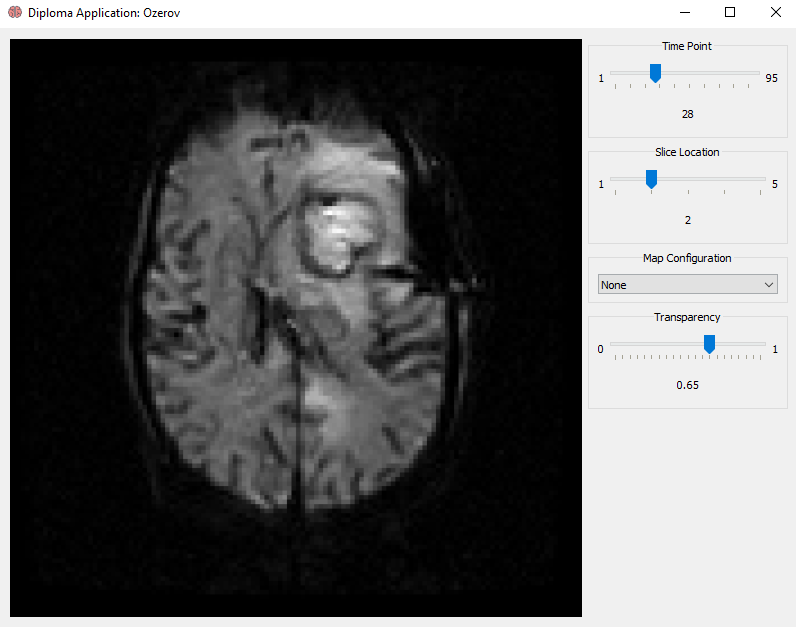 Diploma Application: Ozerov
Time Point
1 95
28
Slice Location
1 5
2
Map Configuration
None
Transparency
0 1
0.65